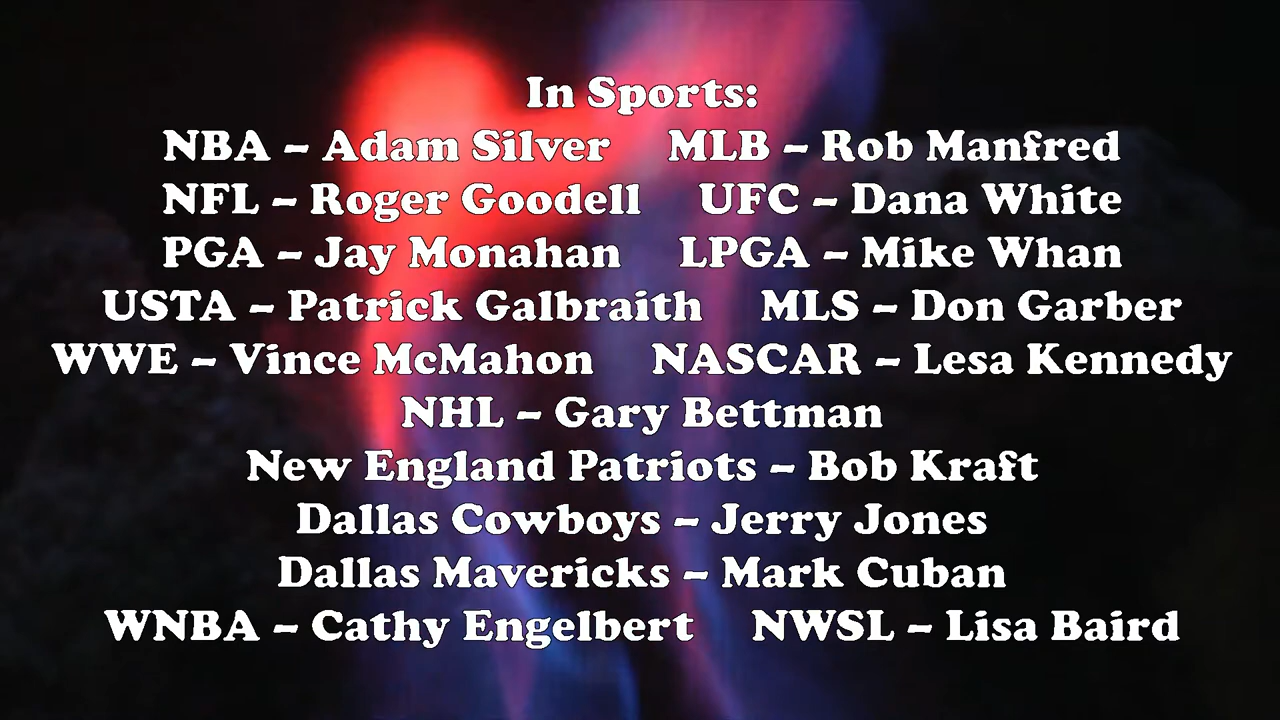 In Sports:
NBA – Adam Silver MLB – Rob Manfred
NFL – Roger Goodell UFC – Dana White
PGA – Jay Monahan LPGA – Mike Whan
USTA – Patrick Galbraith MLS – Don Garber
WWE – Vince McMahon NASCAR – Lesa Kennedy
NHL – Gary Bettman
New England Patriots – Bob Kraft
Dallas Cowboys – Jerry Jones
Dallas Mavericks – Mark Cuban
WNBA – Cathy Engelbert NWSL – Lisa Baird